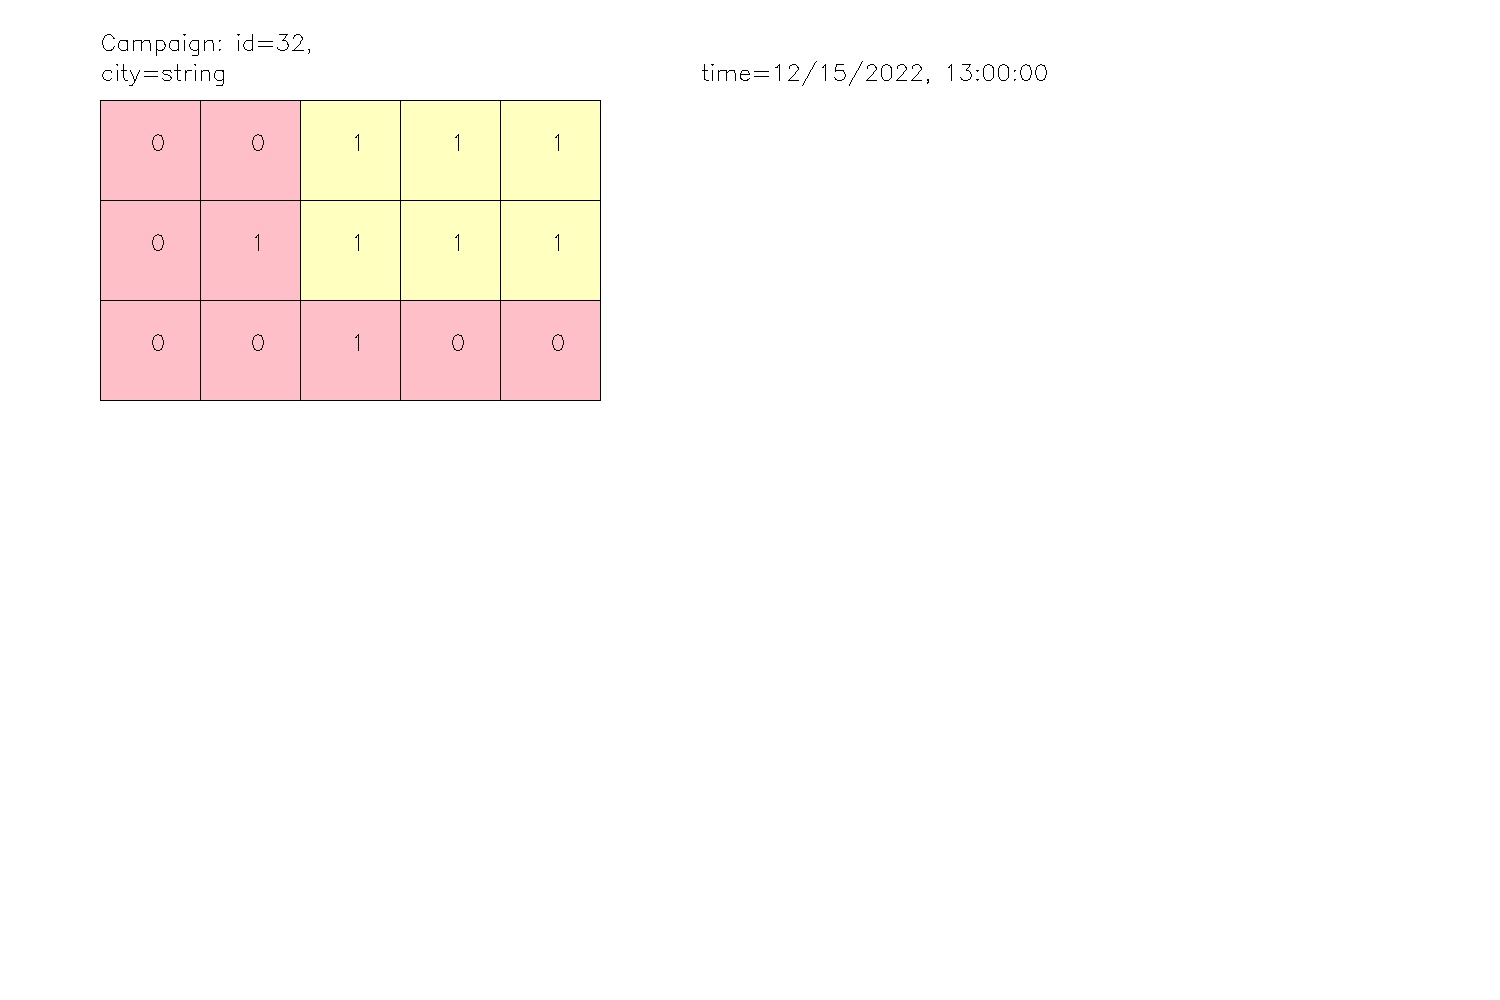 Campaign: id=32,
city=string time=12/15/2022, 13:00:00
0 0 1 1 1
0 1 1 1 1
0 0 1 0 0